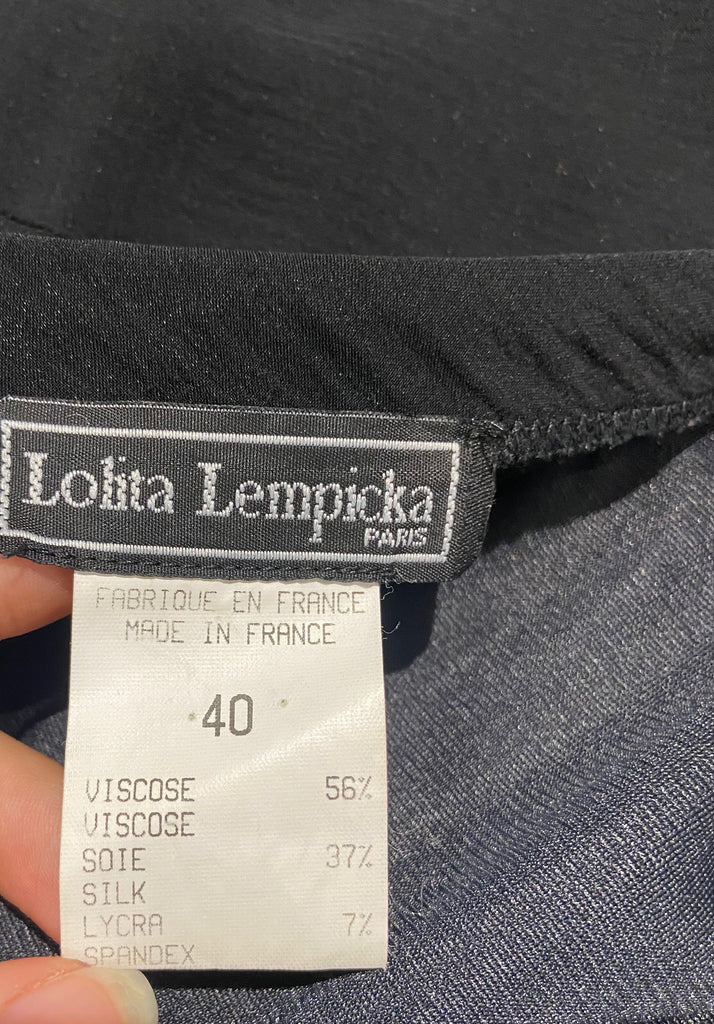 Lolita Lempicka
PARIS
FABRIQUE EN FRANCE
MADE IN FRANCE
40
VISCOSE 56%
VISCOSE
SOIE 37%
SILK
LYCRA 7%
SPANDEX